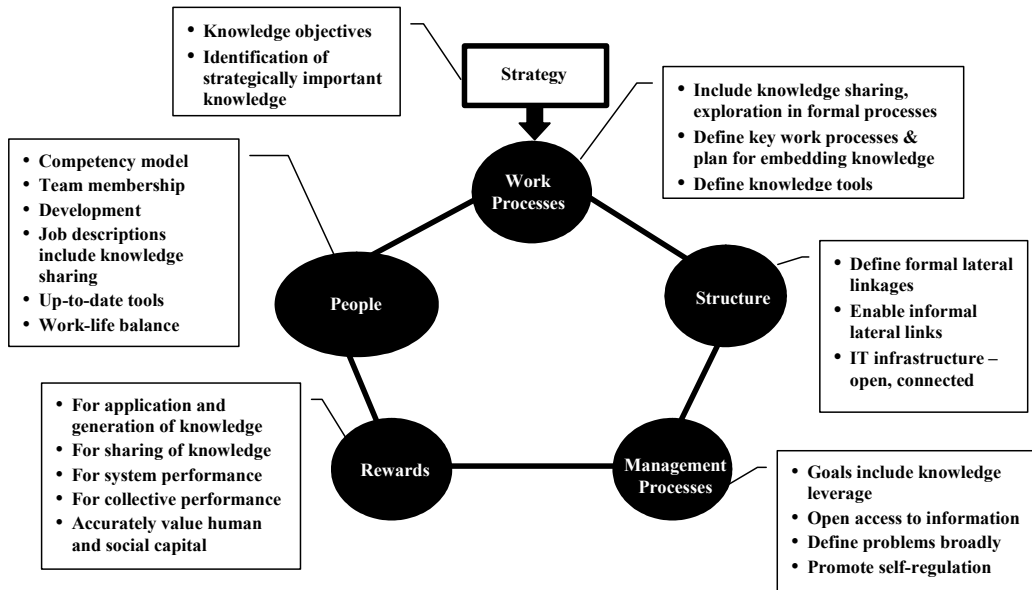 • Knowledge objectives
• Identification of
strategically important
knowledge
Strategy
• Include knowledge sharing,
exploration in formal processes
• Define key work processes &
plan for embedding knowledge
• Define knowledge tools
Work
Processes
• Competency model
• Team membership
• Development
• Job descriptions
include knowledge
sharing
• Up-to-date tools
• Work-life balance
People
Structure
• Define formal lateral
linkages
• Enable informal
lateral links
• IT infrastructure –
open, connected
• For application and
generation of knowledge
• For sharing of knowledge
• For system performance
• For collective performance
• Accurately value human
and social capital
Rewards
Management
Processes
• Goals include knowledge
leverage
• Open access to information
• Define problems broadly
• Promote self-regulation